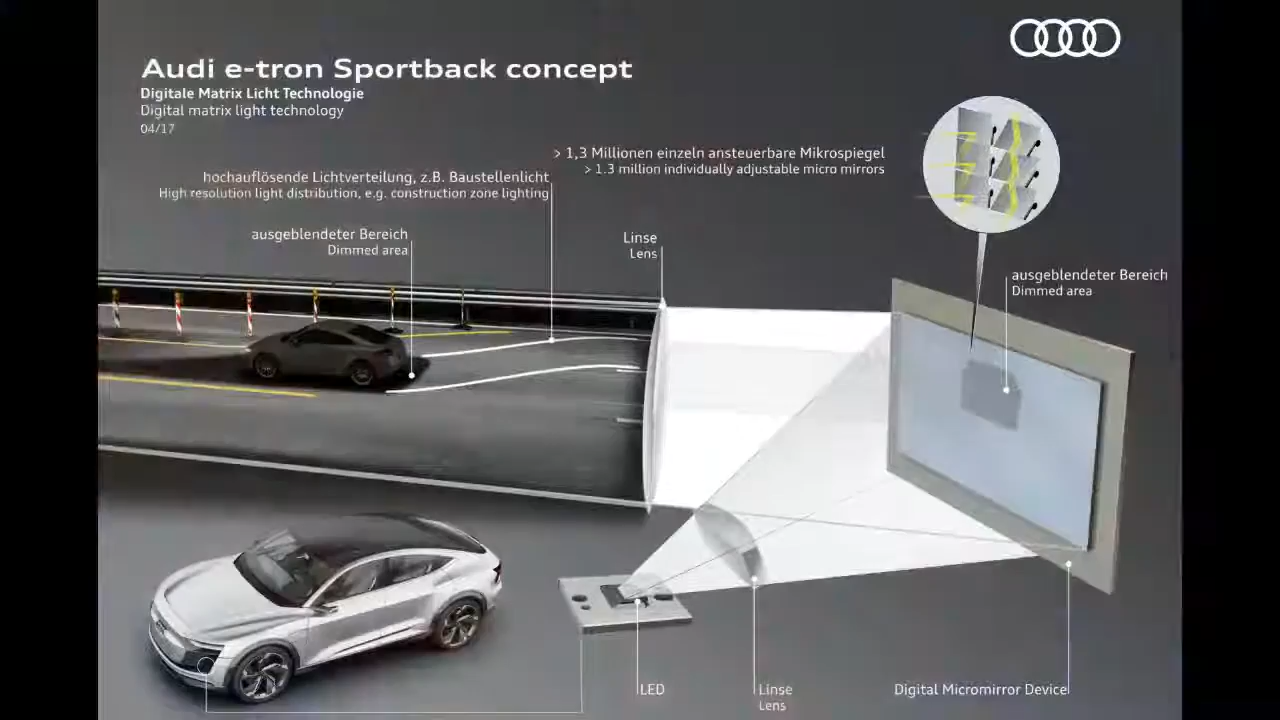 Audi e-tron Sportback concept
Digitale Matrix Licht Technologie
Digital matrix light technology
04/17
> 1,3 Millionen einzeln ansteuerbare Mikrospiegel
> 1.3 million individually adjustable micro mirrors
hochauflösende Lichtverteilung, z.B. Baustellenlicht
High resolution light distribution, e.g. construction zone lighting
ausgeblendeter Bereich
Dimmed area
Linse
Lens
ausgeblendeter Bereich
Dimmed area
LED
Linse
Lens
Digital Micromirror Device